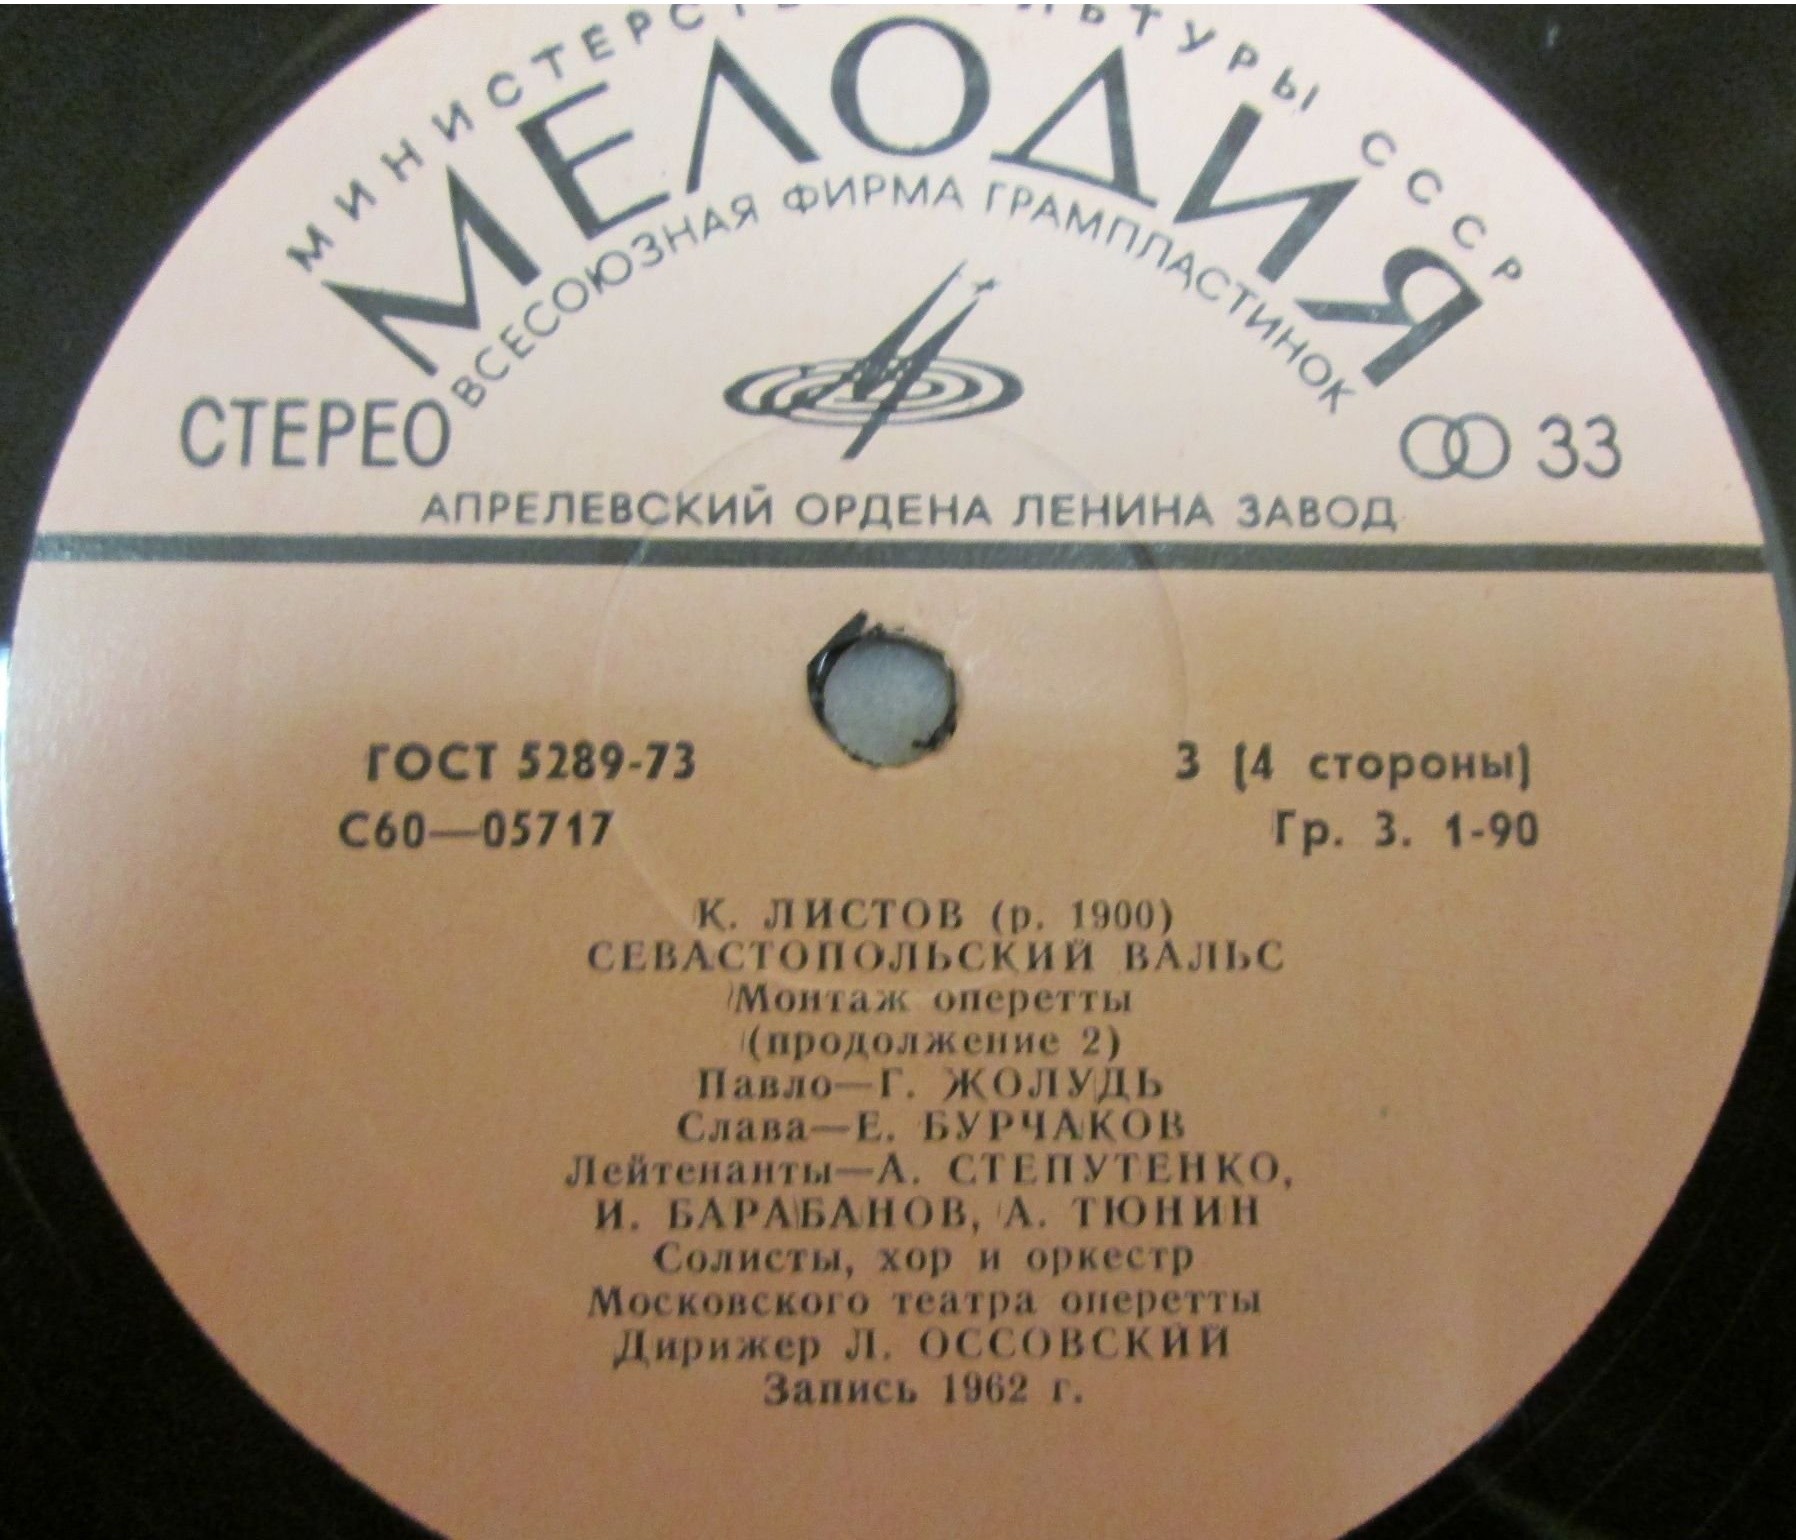 МИНИСТЕРСТВО КУЛЬТУРЫ СССР
МЕЛОДИЯ
ВСЕСОЮЗНАЯ ФИРМА ГРАМПЛАСТИНОК
СТЕРЕО
33
АПРЕЛЕВСКИЙ ОРДЕНА ЛЕНИНА ЗАВОД
ГОСТ 5289-73
3 (4 стороны)
С60—05717
Гр. 3. 1-90
К. ЛИСТОВ (р. 1900)
СЕВАСТОПОЛЬСКИЙ ВАЛЬС
Монтаж оперетты
(продолжение 2)
Павло—Г. ЖОЛУДЬ
Слава—Е. БУРЧАКОВ
Лейтенанты—А. СТЕПУТЕНКО,
И. БАРАБАНОВ, А. ТЮНИН
Солисты, хор и оркестр
Московского театра оперетты
Дирижер Л. ОССОВСКИЙ
Запись 1962 г.